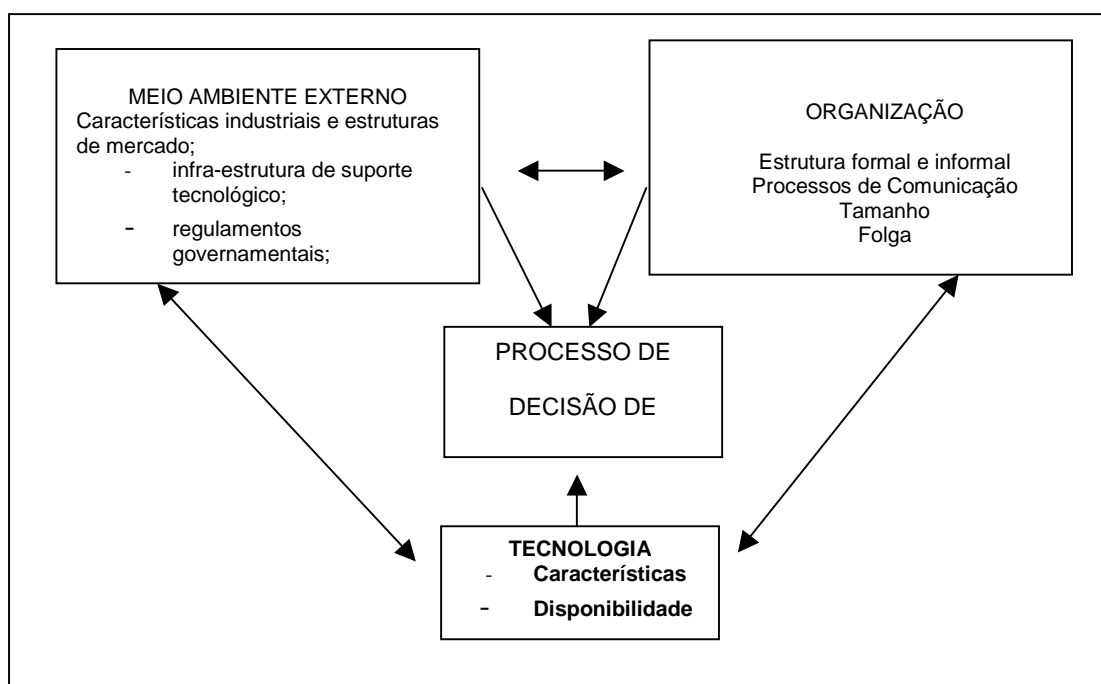 MEIO AMBIENTE EXTERNO
Características industriais e estruturas
de mercado;
- infra-estrutura de suporte
tecnológico;
- regulamentos
governamentais;
ORGANIZAÇÃO
Estrutura formal e informal
Processos de Comunicação
Tamanho
Folga
PROCESSO DE
DECISÃO DE
TECNOLOGIA
- Características
- Disponibilidade